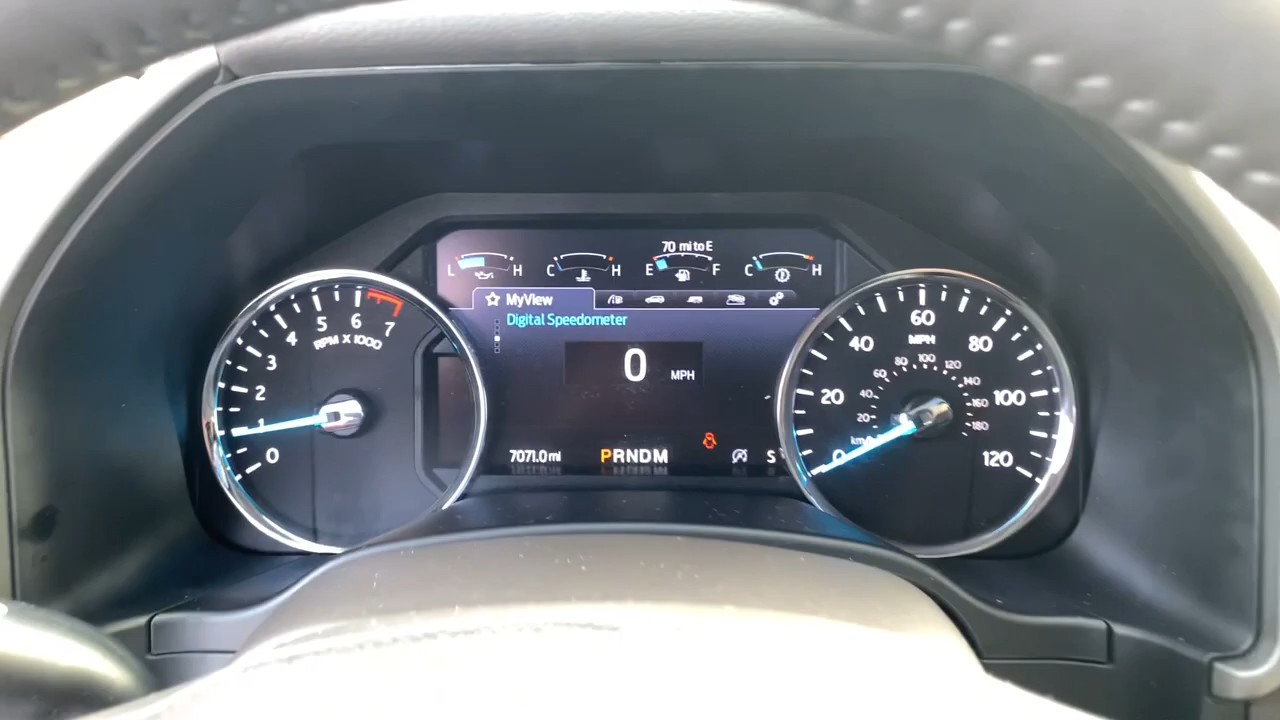 70 mi to E
L H C H E F C H
MyView
Digital Speedometer
0 MPH
7071.0 mi PRNDM S
0 1 2 3 4 5 6 7
RPM X 1000
0 20 40 60 80 100 120
MPH
20 40 60 80 100 120 140 160 180